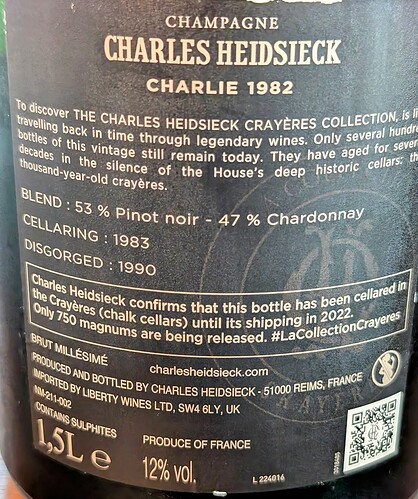 CHAMPAGNE
CHARLES HEIDSIECK
CHARLIE 1982
To discover THE CHARLES HEIDSIECK CRAYÈRES COLLECTION, is li
travelling back in time through legendary wines. Only several hundre
bottles of this vintage still remain today. They have aged for sever
decades in the silence of the House's deep historic cellars: th
thousand-year-old crayères.
BLEND : 53 % Pinot noir - 47 % Chardonnay
CELLARING : 1983
DISGORGED : 1990
Charles Heidsieck confirms that this bottle has been cellared in
the Crayères (chalk cellars) until its shipping in 2022.
Only 750 magnums are being released. #LaCollectionCrayeres
BRUT MILLÉSIMÉ
charlesheidsieck.com
PRODUCED AND BOTTLED BY CHARLES HEIDSIECK - 51000 REIMS, FRANCE
IMPORTED BY LIBERTY WINES LTD, SW4 6LY, UK
NM-211-002
CONTAINS SULPHITES
1,5L e
PRODUCE OF FRANCE
12% vol.
L 224016